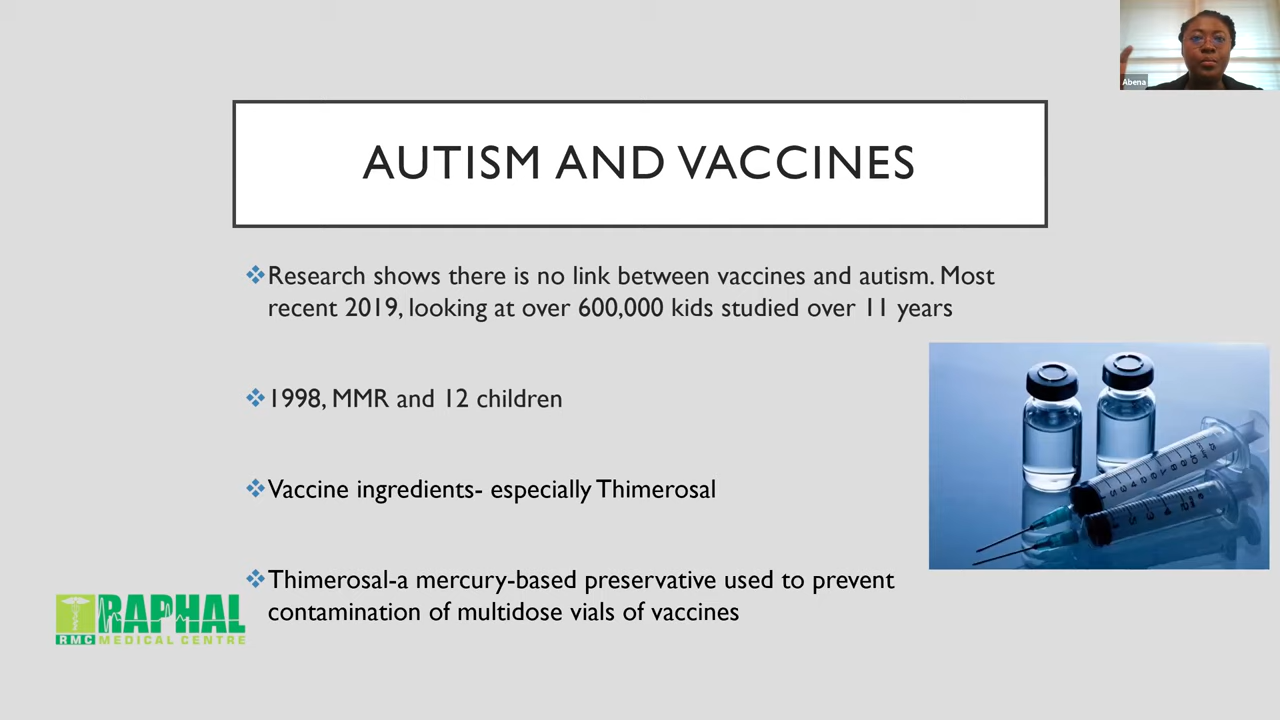 Abena
AUTISM AND VACCINES
❖Research shows there is no link between vaccines and autism. Most
recent 2019, looking at over 600,000 kids studied over 11 years
❖1998, MMR and 12 children
❖Vaccine ingredients- especially Thimerosal
❖Thimerosal-a mercury-based preservative used to prevent
contamination of multidose vials of vaccines
RAPHAL
RMC MEDICAL CENTRE